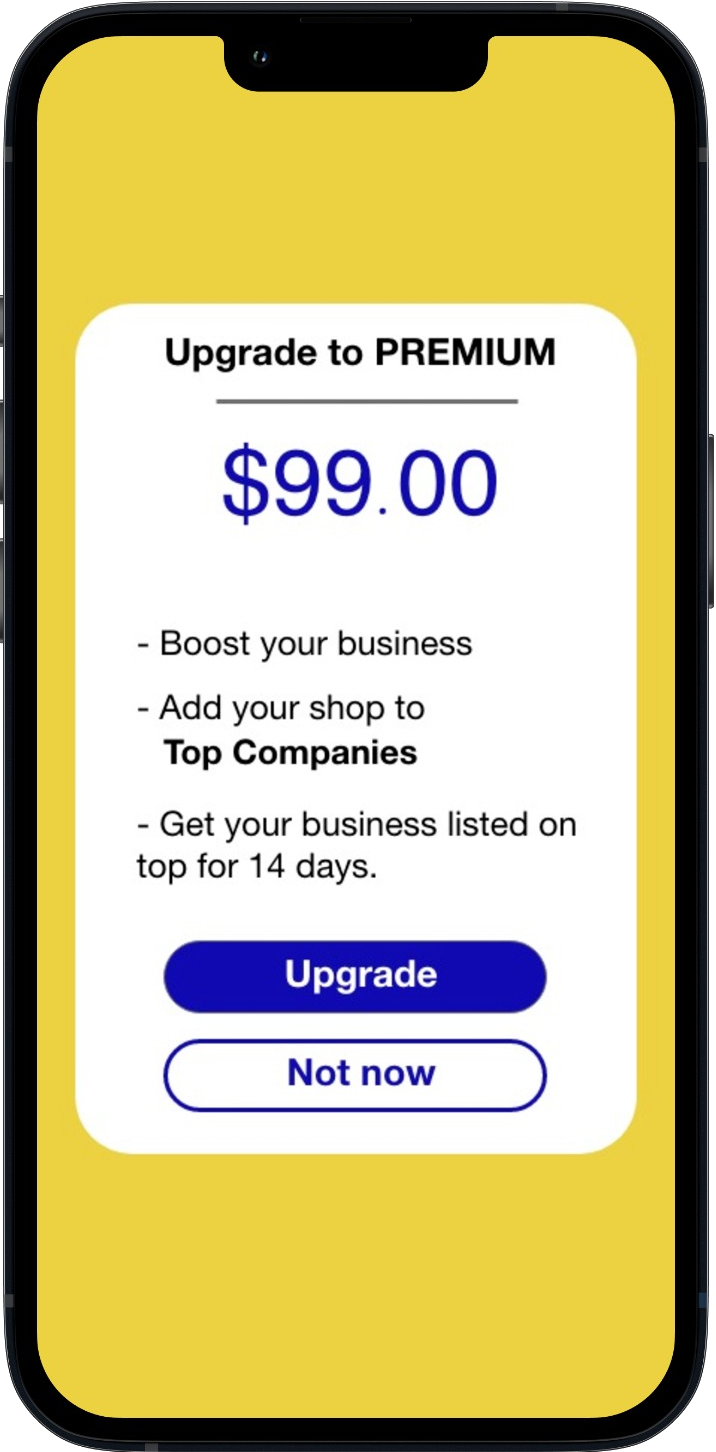 Upgrade to PREMIUM
$99.00
- Boost your business
- Add your shop to
Top Companies
- Get your business listed on
top for 14 days.
Upgrade
Not now